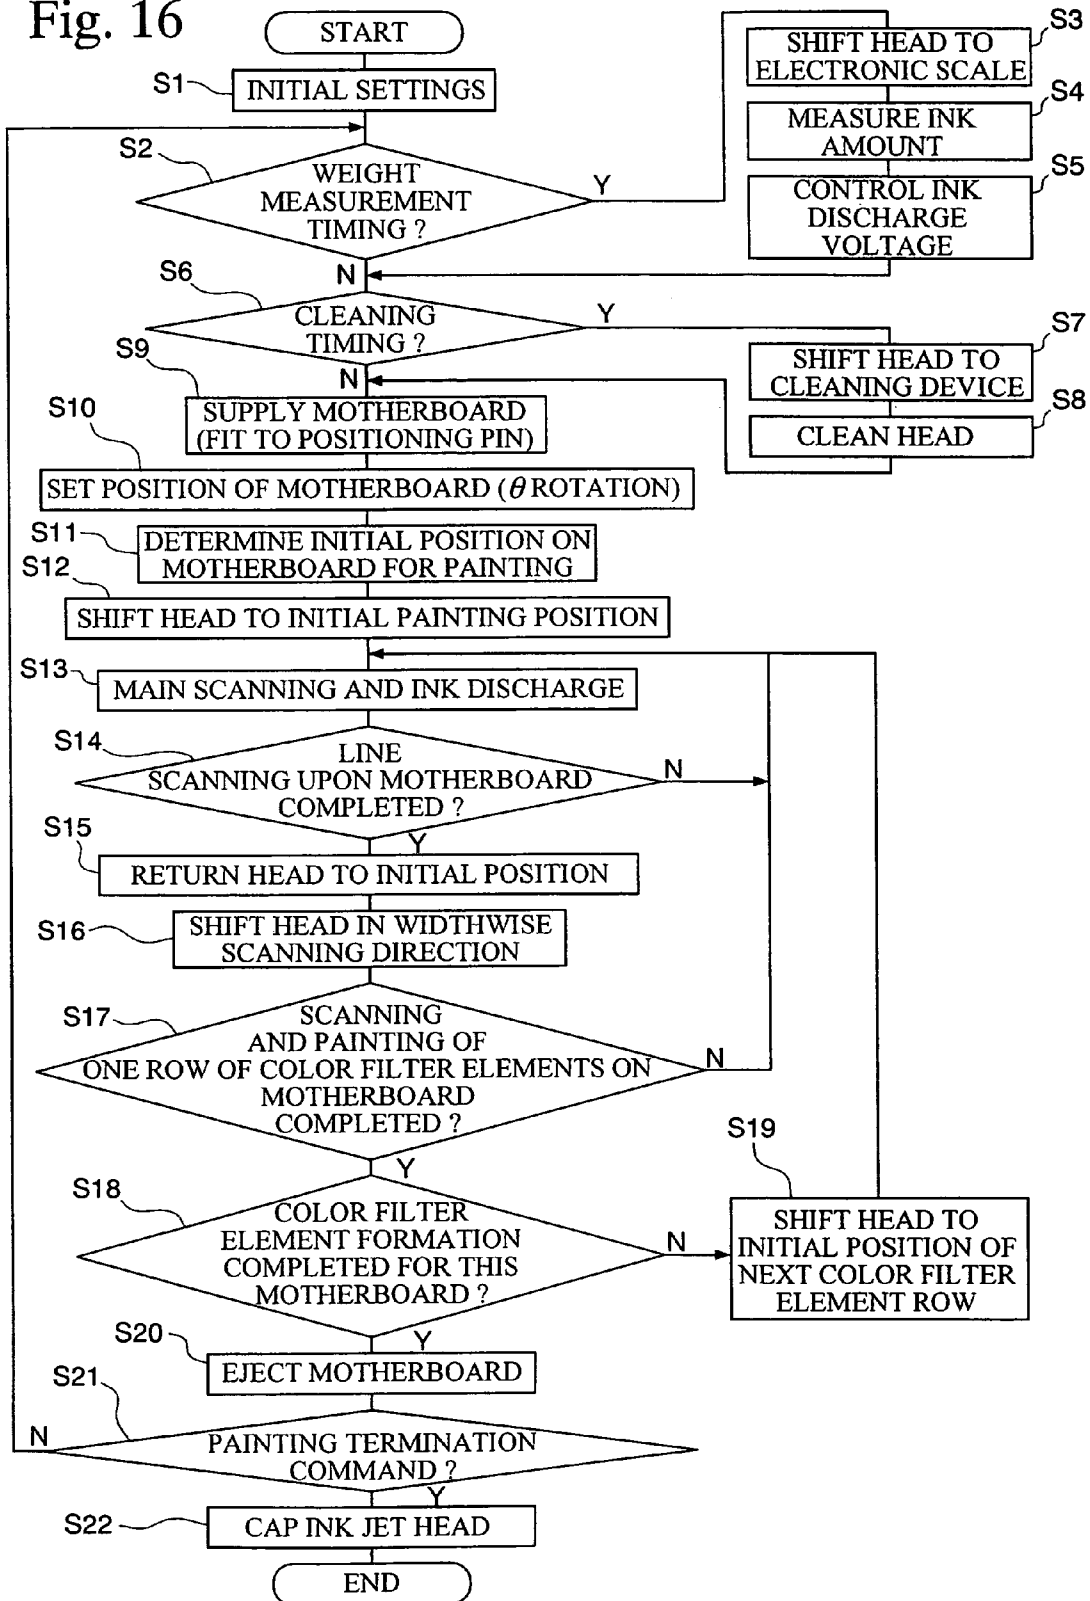 Fig. 16
START
S1
INITIAL SETTINGS
S2
WEIGHT
MEASUREMENT
TIMING ?
Y
N
S3
SHIFT HEAD TO
ELECTRONIC SCALE
S4
MEASURE INK
AMOUNT
S5
CONTROL INK
DISCHARGE
VOLTAGE
S6
CLEANING
TIMING ?
Y
N
S7
SHIFT HEAD TO
CLEANING DEVICE
S8
CLEAN HEAD
S9
SUPPLY MOTHERBOARD
(FIT TO POSITIONING PIN)
S10
SET POSITION OF MOTHERBOARD (θ ROTATION)
S11
DETERMINE INITIAL POSITION ON
MOTHERBOARD FOR PAINTING
S12
SHIFT HEAD TO INITIAL PAINTING POSITION
S13
MAIN SCANNING AND INK DISCHARGE
S14
LINE
SCANNING UPON MOTHERBOARD
COMPLETED ?
N
Y
S15
RETURN HEAD TO INITIAL POSITION
S16
SHIFT HEAD IN WIDTHWISE
SCANNING DIRECTION
S17
SCANNING
AND PAINTING OF
ONE ROW OF COLOR FILTER ELEMENTS ON
MOTHERBOARD
COMPLETED ?
N
Y
S18
COLOR FILTER
ELEMENT FORMATION
COMPLETED FOR THIS
MOTHERBOARD ?
N
Y
S19
SHIFT HEAD TO
INITIAL POSITION OF
NEXT COLOR FILTER
ELEMENT ROW
S20
EJECT MOTHERBOARD
S21
PAINTING TERMINATION
COMMAND ?
N
Y
S22
CAP INK JET HEAD
END